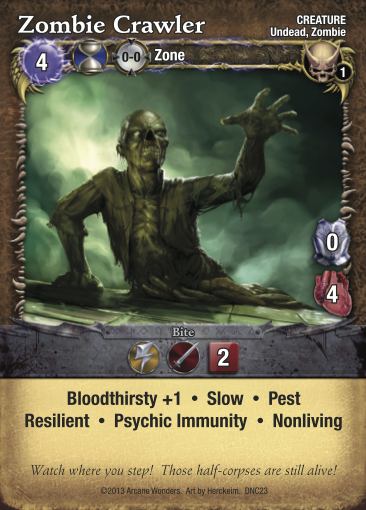 Zombie Crawler
CREATURE
Undead, Zombie
4
0-0
Zone
1
0
4
Bite
2
Bloodthirsty +1 • Slow • Pest
Resilient • Psychic Immunity • Nonliving
Watch where you step! Those half-corpses are still alive!
©2013 Arcane Wonders. Art by Herckeim. DNC23